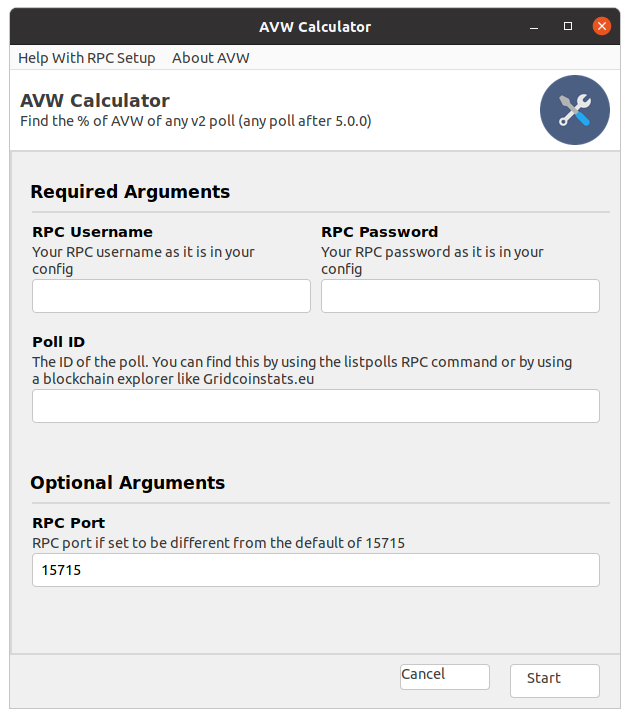 AVW Calculator
Help With RPC Setup About AVW
AVW Calculator
Find the % of AVW of any v2 poll (any poll after 5.0.0)
Required Arguments
RPC Username
Your RPC username as it is in your
config
RPC Password
Your RPC password as it is in your
config
Poll ID
The ID of the poll. You can find this by using the listpolls RPC command or by using
a blockchain explorer like Gridcoinstats.eu
Optional Arguments
RPC Port
RPC port if set to be different from the default of 15715
15715
Cancel Start